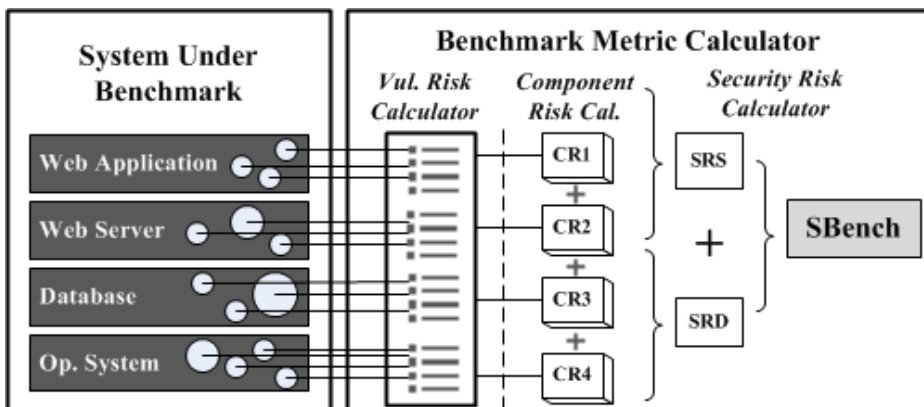 System Under
Benchmark
Web Application
Web Server
Database
Op. System
Benchmark Metric Calculator
Vul. Risk
Calculator
Component
Risk Cal.
Security Risk
Calculator
CR1
+
CR2
+
CR3
+
CR4
SRS
+
SRD
SBench